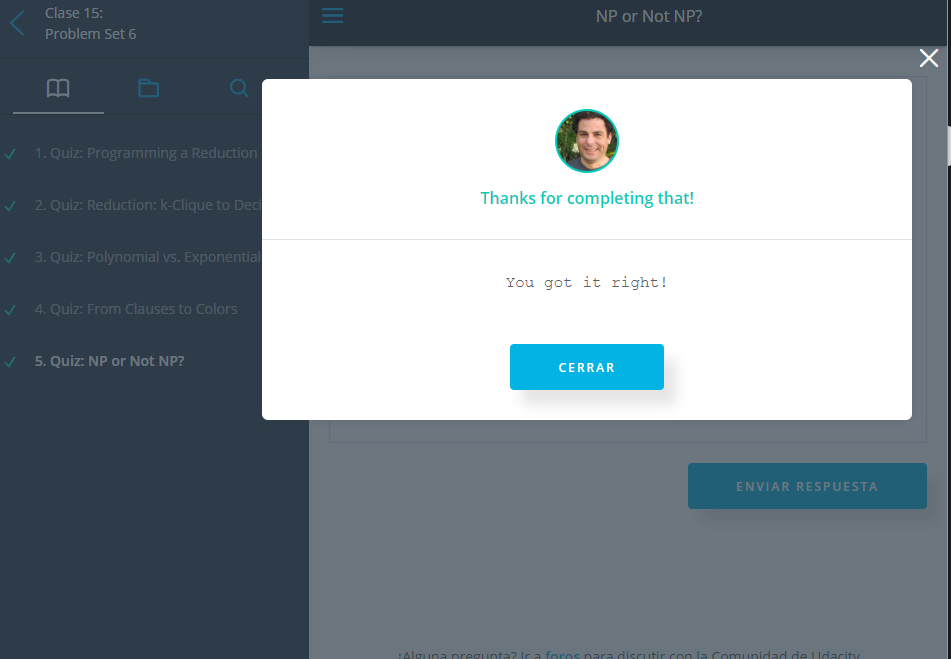 Clase 15:
Problem Set 6
NP or Not NP?
1. Quiz: Programming a Reduction
2. Quiz: Reduction: k-Clique to Deci
3. Quiz: Polynomial vs. Exponential
4. Quiz: From Clauses to Colors
5. Quiz: NP or Not NP?
Thanks for completing that!
You got it right!
CERRAR
ENVIAR RESPUESTA
¿Alguna pregunta? Ir a foros para discutir con la Comunidad de Udacity